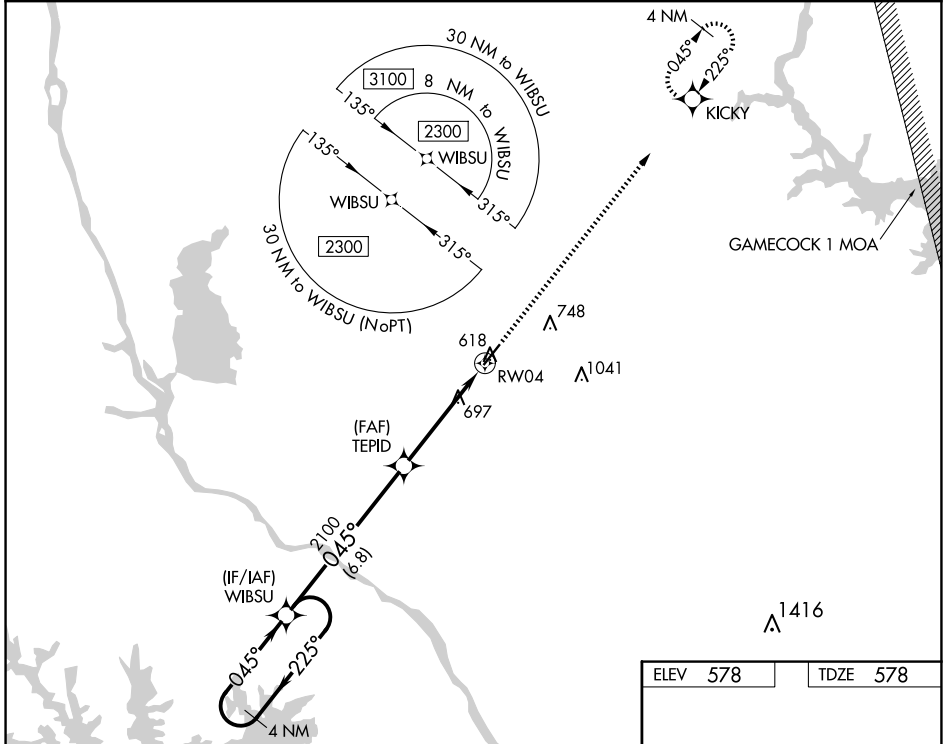 4 NM
045°
225°
KICKY
30 NM to WIBSU
3100
8 NM to WIBSU
135°
2300
WIBSU
315°
135°
WIBSU
315°
2300
30 NM to WIBSU (NoPT)
GAMECOCK 1 MOA
748
618
RW04
1041
697
(FAF)
TEPID
2100
045°
(6.8)
(IF/IAF)
WIBSU
045°
225°
4 NM
1416
ELEV 578
TDZE 578